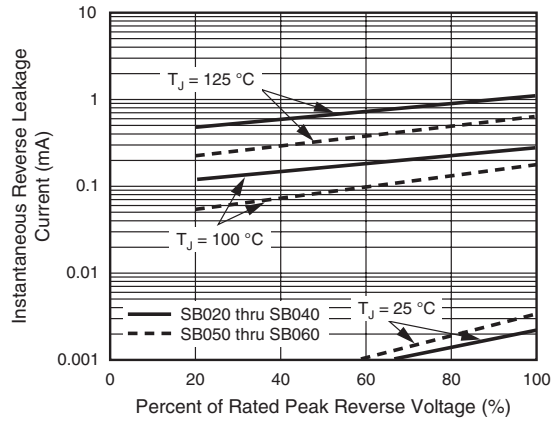 Instantaneous Reverse Leakage
Current (mA)
10
1
0.1
0.01
0.001
T_J = 125 °C
T_J = 100 °C
T_J = 25 °C
SB020 thru SB040
SB050 thru SB060
0 20 40 60 80 100
Percent of Rated Peak Reverse Voltage (%)